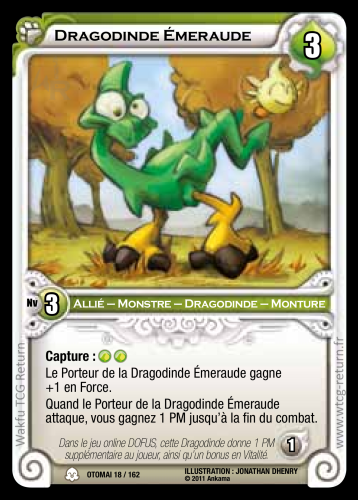 DRAGODINDE ÉMERAUDE
3
Nv 3 ALLIÉ – MONSTRE – DRAGODINDE – MONTURE
Capture :
Le Porteur de la Dragodinde Émeraude gagne
+1 en Force.
Quand le Porteur de la Dragodinde Émeraude
attaque, vous gagnez 1 PM jusqu'à la fin du combat.
Dans le jeu online DOFUS, cette Dragodinde donne 1 PM
supplémentaire au joueur, ainsi qu'un bonus en Vitalité.
1
OTOMAI 18 / 162
ILLUSTRATION : JONATHAN DHENRY
© 2011 Ankama
Wakfu TCG Return
www.wtcg-return.fr